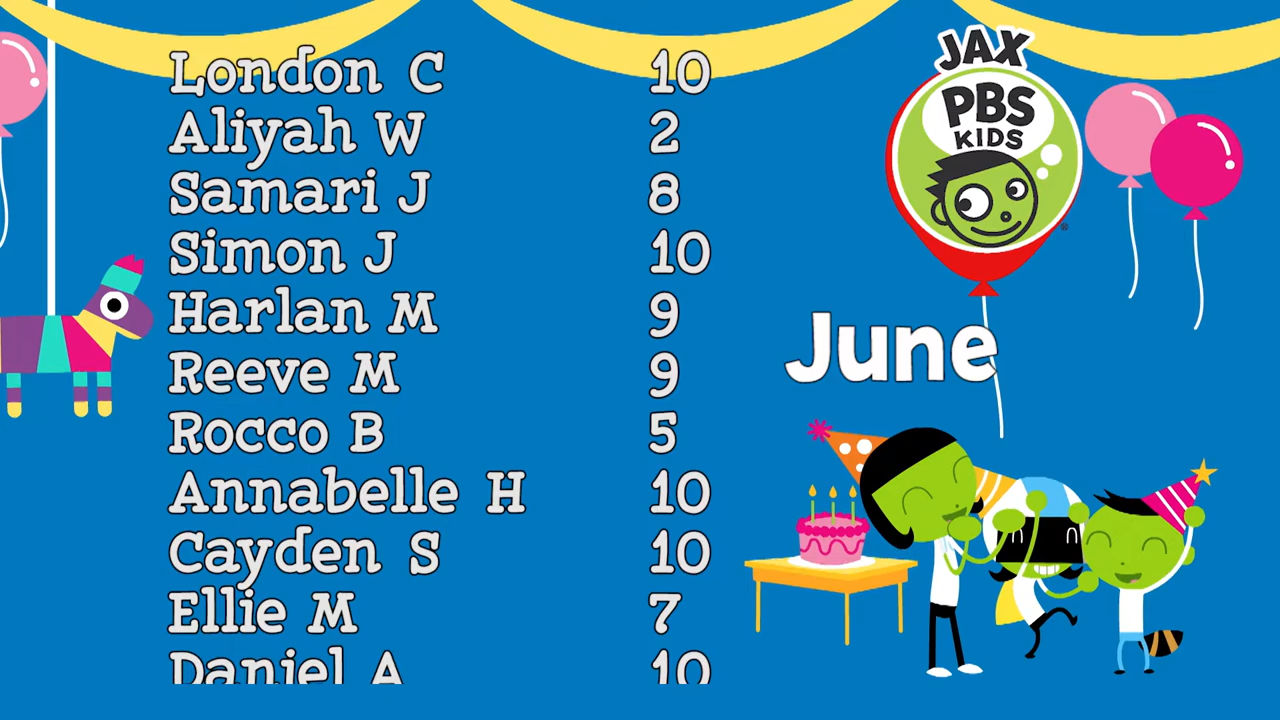 London C 10
Aliyah W 2
Samari J 8
Simon J 10
Harlan M 9
Reeve M 9
Rocco B 5
Annabelle H 10
Cayden S 10
Ellie M 7
Daniel A 10
JAX
PBS
KIDS
®
June